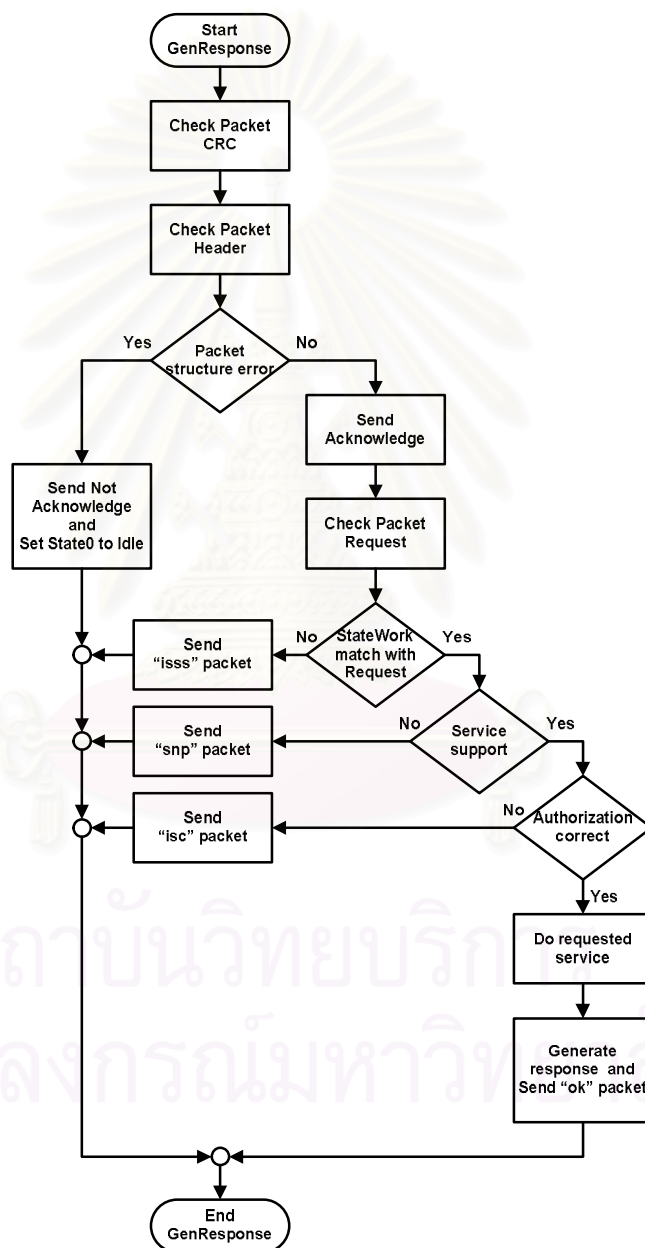 Start
GenResponse
Check Packet
CRC
Check Packet
Header
Packet
structure error
Yes
No
Send
Acknowledge
Send Not
Acknowledge
and
Set State0 to Idle
Check Packet
Request
StateWork
match with
Request
No
Yes
Send
“isss” packet
Service
support
No
Yes
Send
“snp” packet
Authorization
correct
No
Yes
Send
“isc” packet
Do requested
service
Generate
response and
Send “ok” packet
End
GenResponse